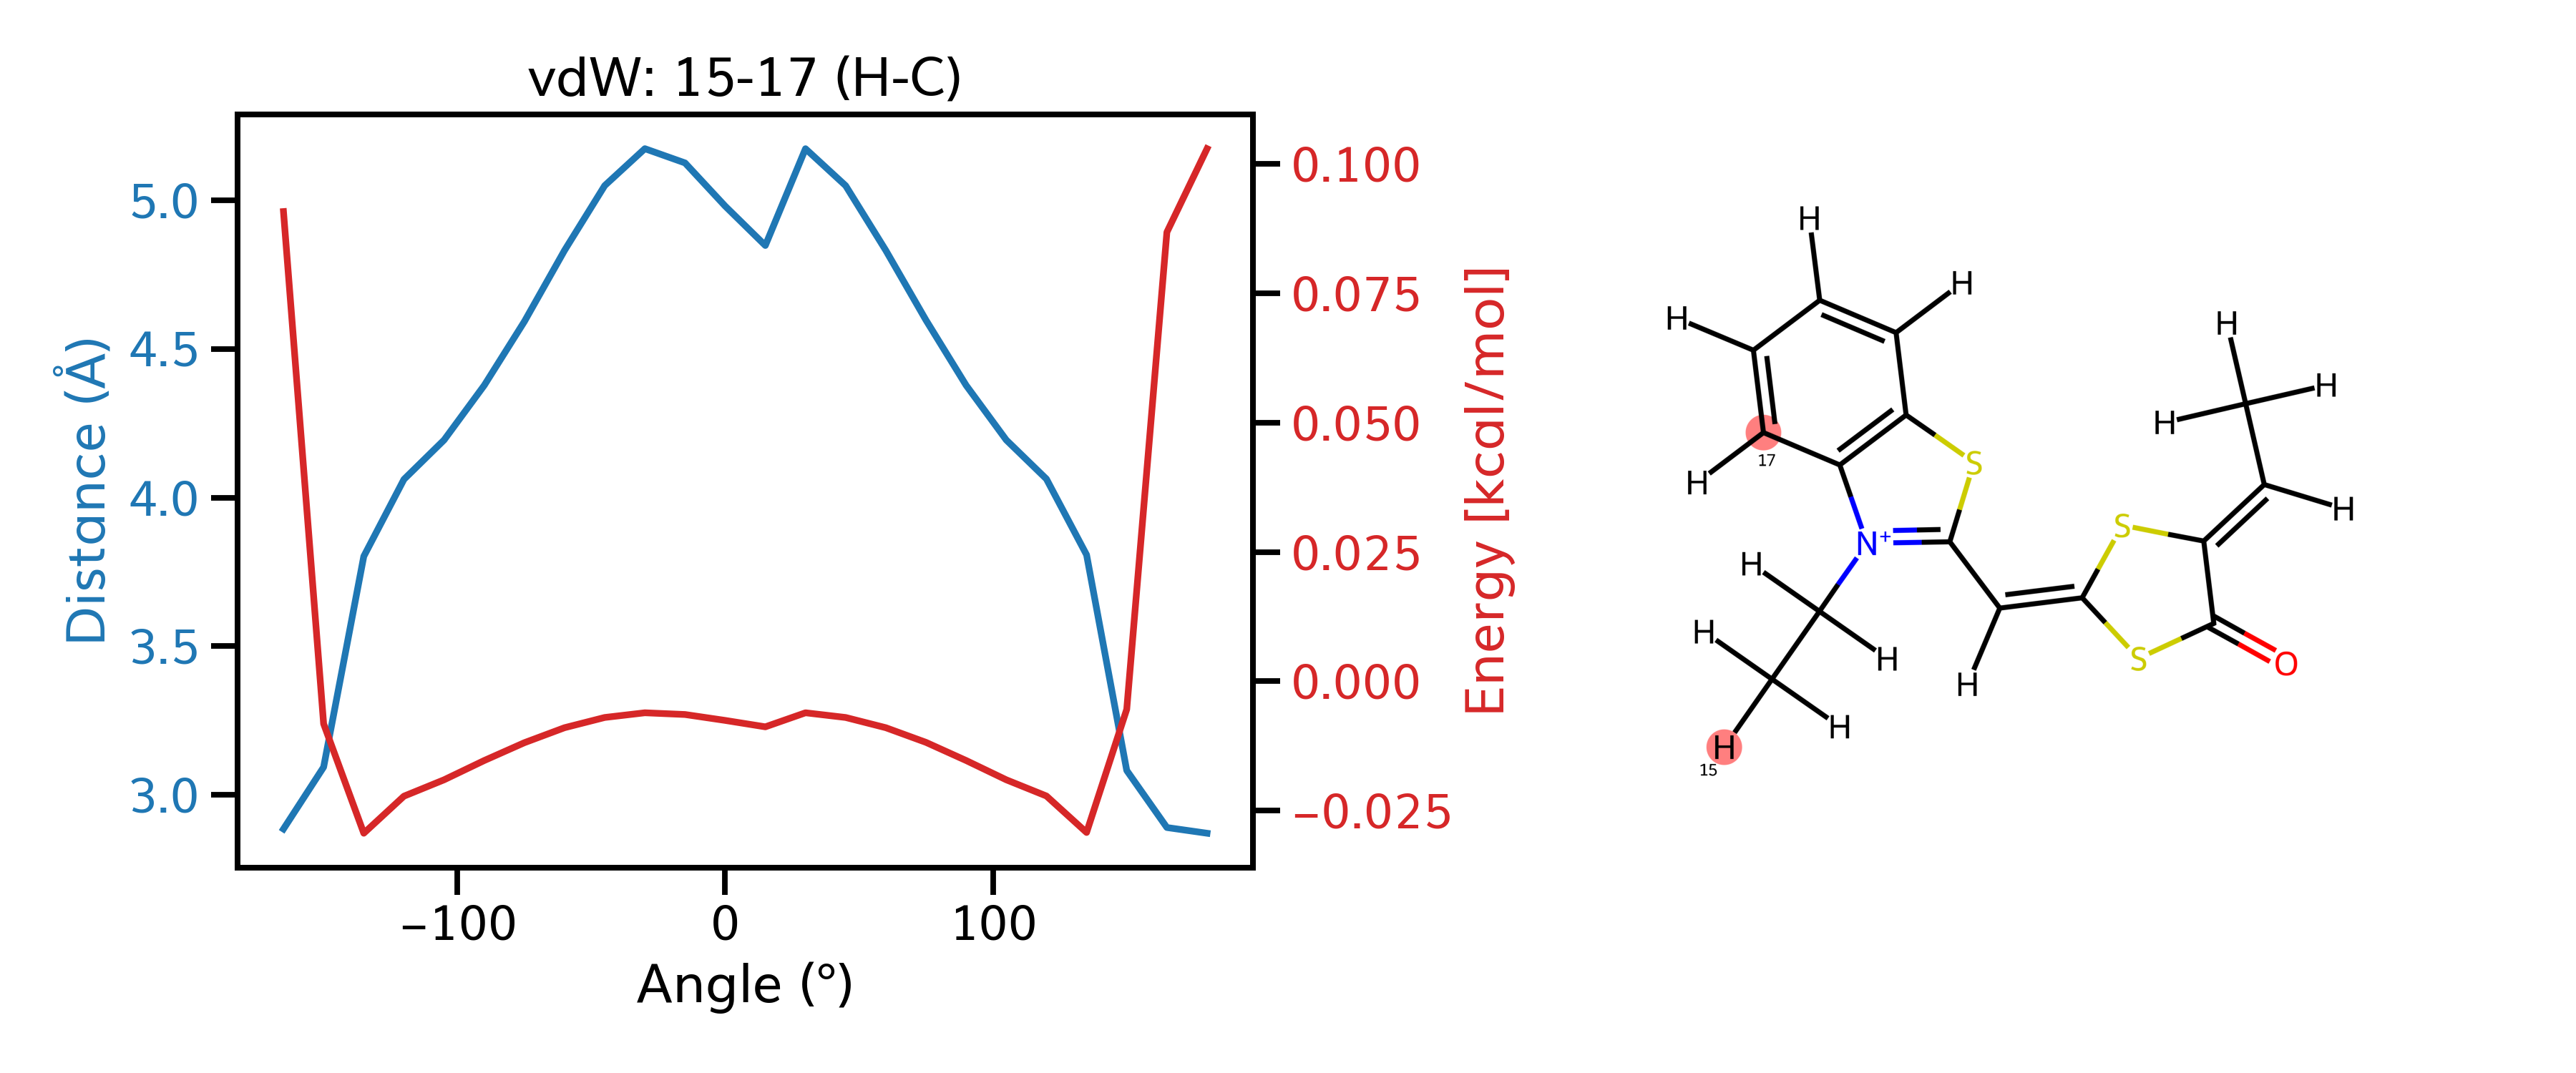 vdW: 15-17 (H-C)
Distance (Å)
5.0
4.5
4.0
3.5
3.0
0.100
0.075
0.050
0.025
0.000
−0.025
Energy [kcal/mol]
−100
0
100
Angle (°)
H
H
H
H
H
H
H
17
H
S
S
H
N⁺
H
H
H
S
O
H
H
H
15